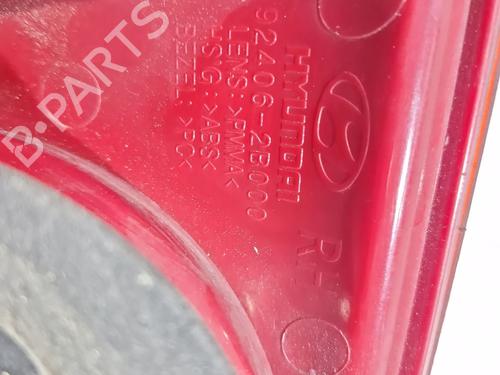 HYUNDAI
92406-2B000
LENS:>PMMA<
HSG:>ABS<
BEZEL:>PC<
RH
B-PARTS